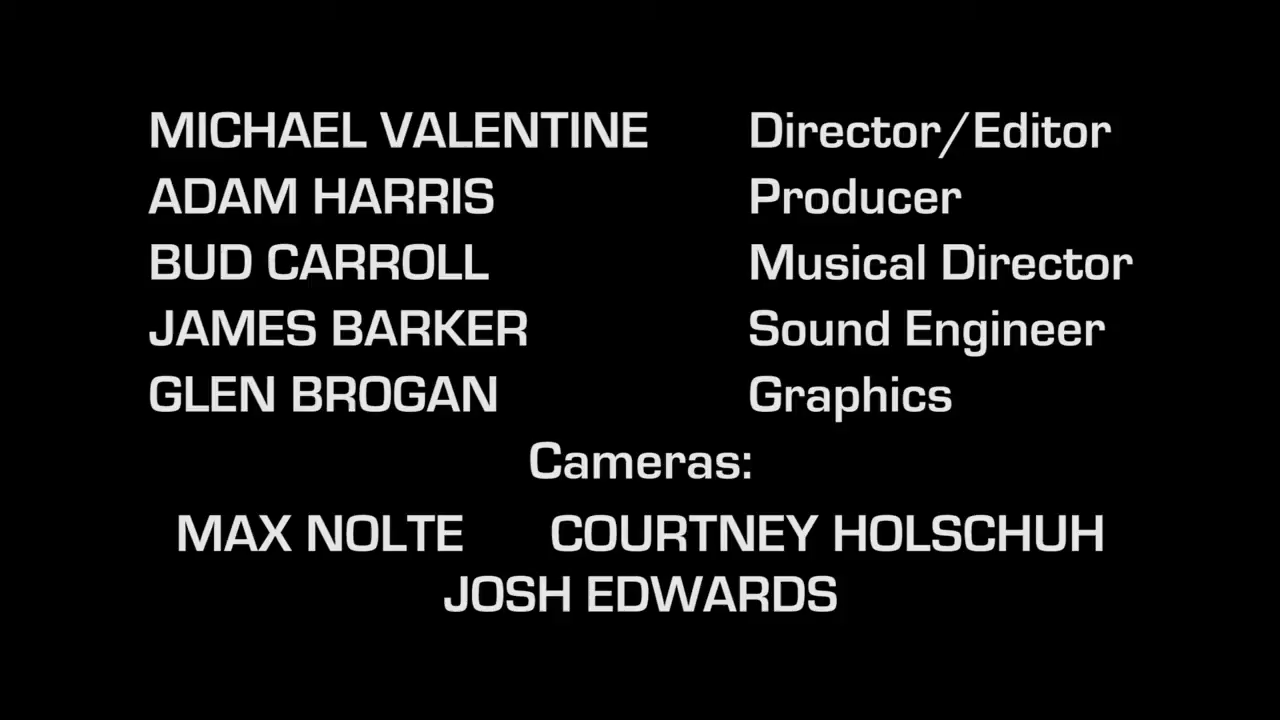 MICHAEL VALENTINE Director/Editor
ADAM HARRIS Producer
BUD CARROLL Musical Director
JAMES BARKER Sound Engineer
GLEN BROGAN Graphics
Cameras:
MAX NOLTE COURTNEY HOLSCHUH
JOSH EDWARDS